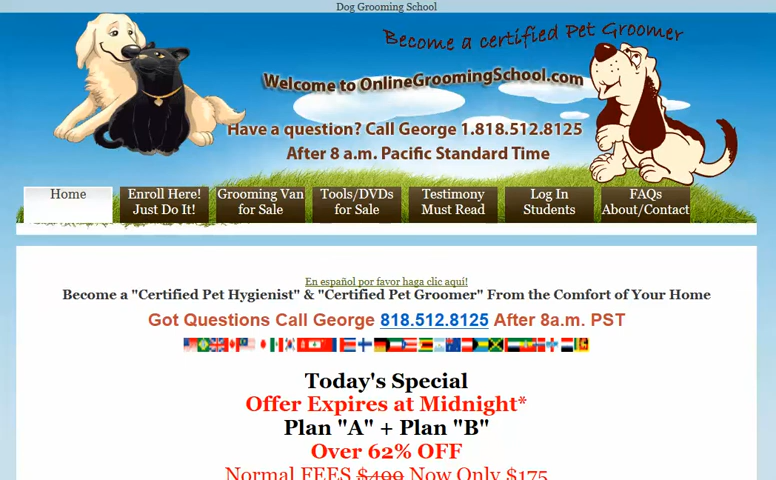 Dog Grooming School
Become a certified Pet Groomer
Welcome to OnlineGroomingSchool.com
Have a question? Call George 1.818.512.8125
After 8 a.m. Pacific Standard Time
Home
Enroll Here!
Just Do It!
Grooming Van
for Sale
Tools/DVDs
for Sale
Testimony
Must Read
Log In
Students
FAQs
About/Contact
En español por favor haga clic aquí!
Become a "Certified Pet Hygienist" & "Certified Pet Groomer" From the Comfort of Your Home
Got Questions Call George 818.512.8125 After 8a.m. PST
Today's Special
Offer Expires at Midnight*
Plan "A" + Plan "B"
Over 62% OFF
Normal FEES $499 Now Only $175